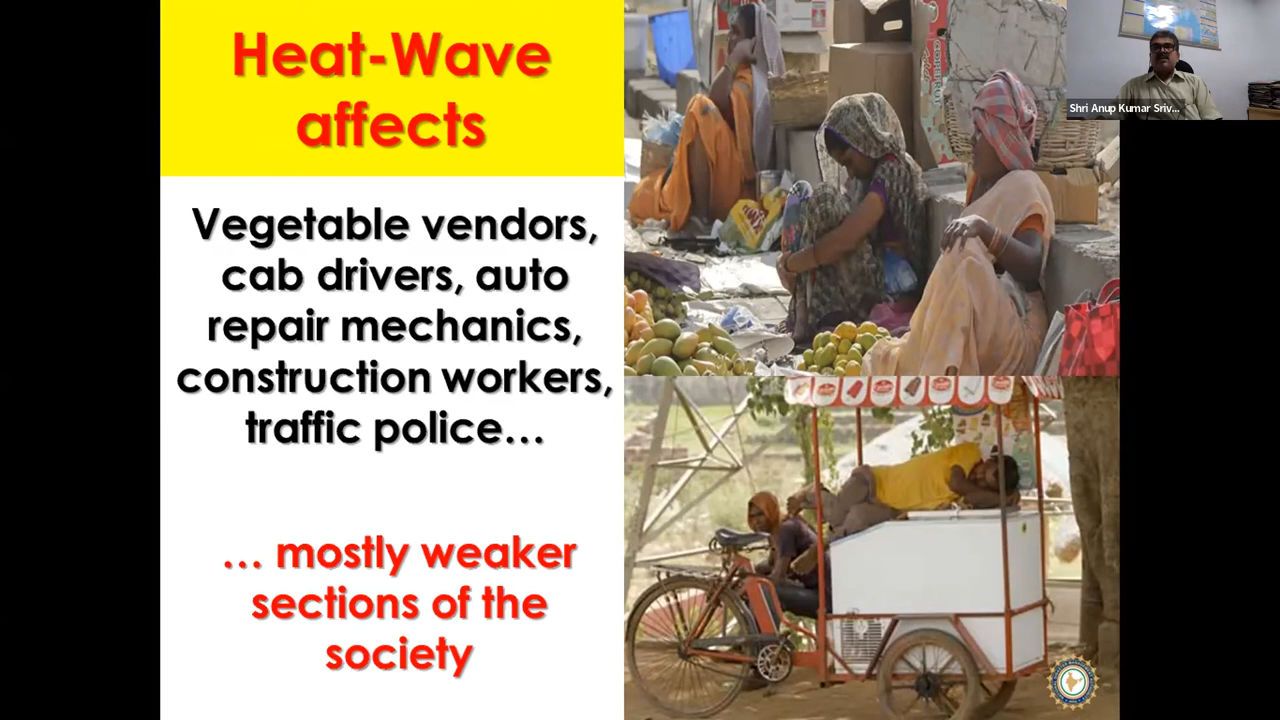 Heat-Wave
affects
Vegetable vendors,
cab drivers, auto
repair mechanics,
construction workers,
traffic police...
... mostly weaker
sections of the
society
Shri Anup Kumar Sriv...